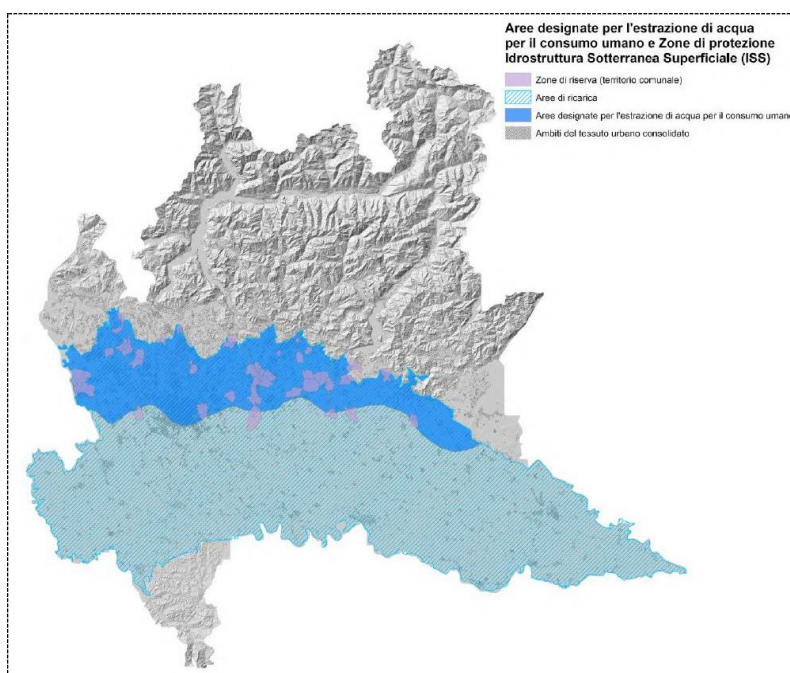 Aree designate per l'estrazione di acqua
per il consumo umano e Zone di protezione
Idrostruttura Sotterranea Superficiale (ISS)
Zone di riserva (territorio comunale)
Aree di ricarica
Aree designate per l'estrazione di acqua per il consumo umano
Ambiti del tessuto urbano consolidato